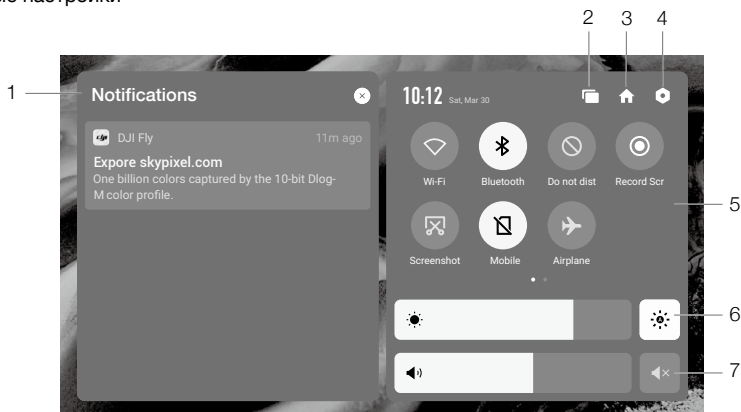 2 3 4
1
Notifications
DJI Fly 11m ago
Expore skypixel.com
One billion colors captured by the 10-bit Dlog-
M color profile.
10:12 Sat, Mar 30
Wi-Fi Bluetooth Do not dist Record Scr
5
Screenshot Mobile Airplane
6
7